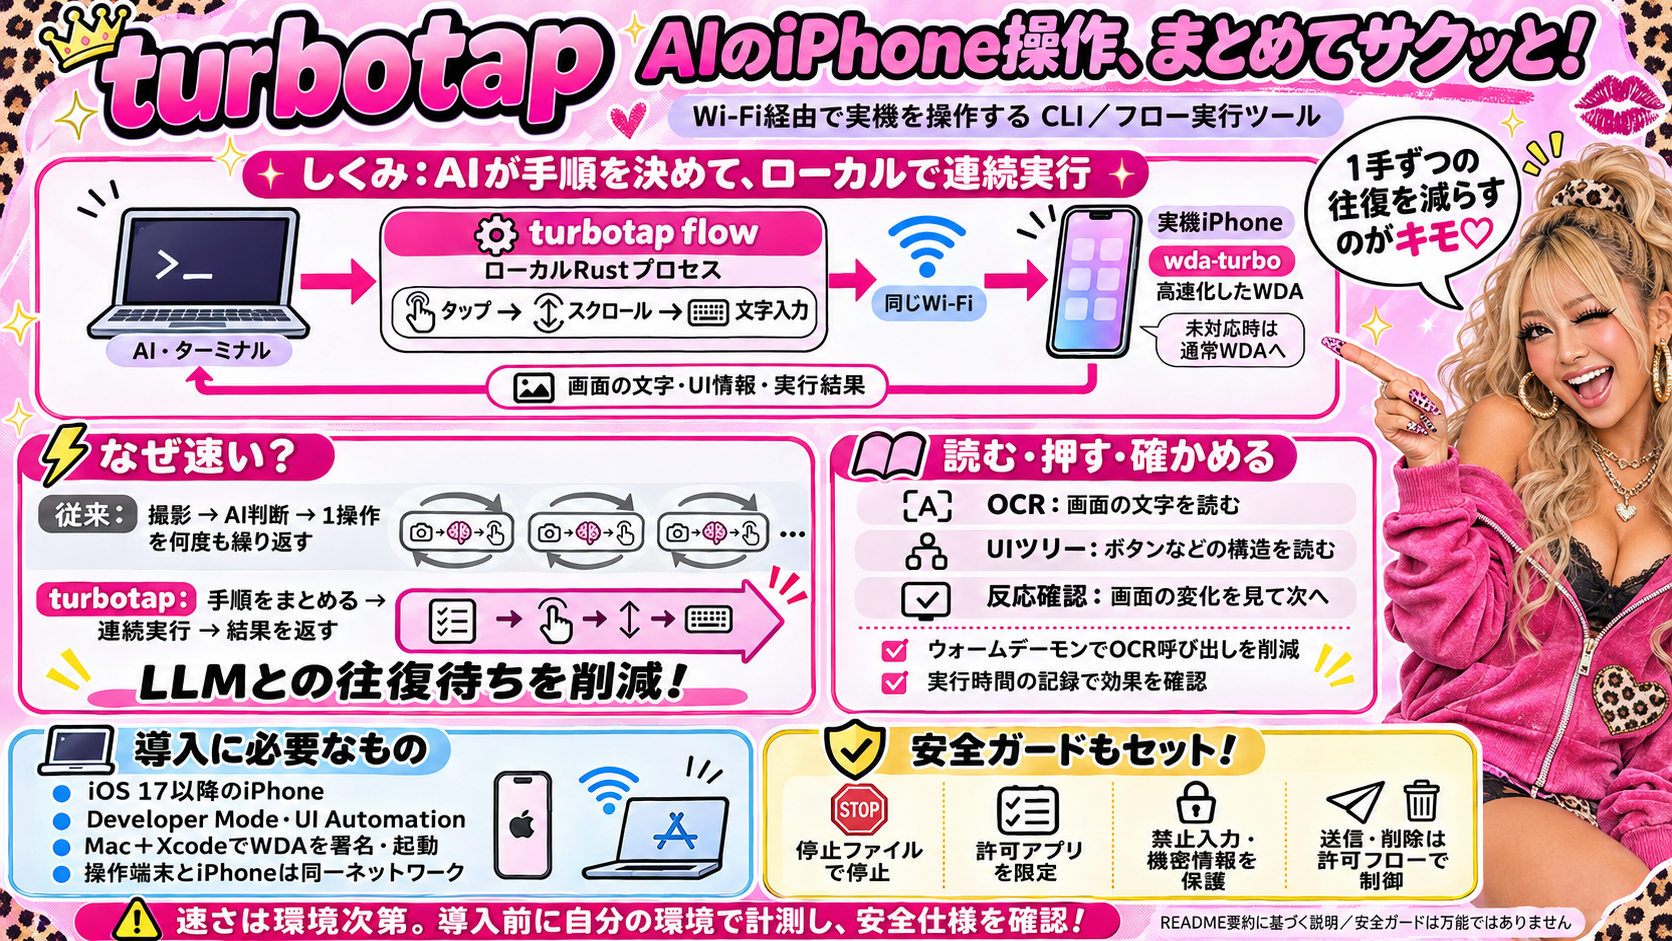 turbotap
AIのiPhone操作、まとめてサクッと!
Wi-Fi経由で実機を操作する CLI/フロー実行ツール
しくみ:AIが手順を決めて、ローカルで連続実行
1手ずつの
往復を減らす
のがキモ♡
>_
AI・ターミナル
turbotap flow
ローカルRustプロセス
タップ→スクロール→文字入力
同じWi-Fi
実機iPhone
wda-turbo
高速化したWDA
未対応時は
通常WDAへ
画面の文字・UI情報・実行結果
なぜ速い?
従来:
撮影→AI判断→1操作
を何度も繰り返す
…
turbotap:
手順をまとめる→
連続実行→結果を返す
LLMとの往復待ちを削減!
読む・押す・確かめる
A
OCR:画面の文字を読む
UIツリー:ボタンなどの構造を読む
反応確認:画面の変化を見て次へ
ウォームデーモンでOCR呼び出しを削減
実行時間の記録で効果を確認
導入に必要なもの
iOS 17以降のiPhone
Developer Mode・UI Automation
Mac+XcodeでWDAを署名・起動
操作端末とiPhoneは同一ネットワーク
安全ガードもセット!
STOP
停止ファイル
で停止
許可アプリ
を限定
禁止入力・
機密情報を
保護
送信・削除は
許可フローで
制御
速さは環境次第。導入前に自分の環境で計測し、安全仕様を確認!
README要約に基づく説明/安全ガードは万能ではありません